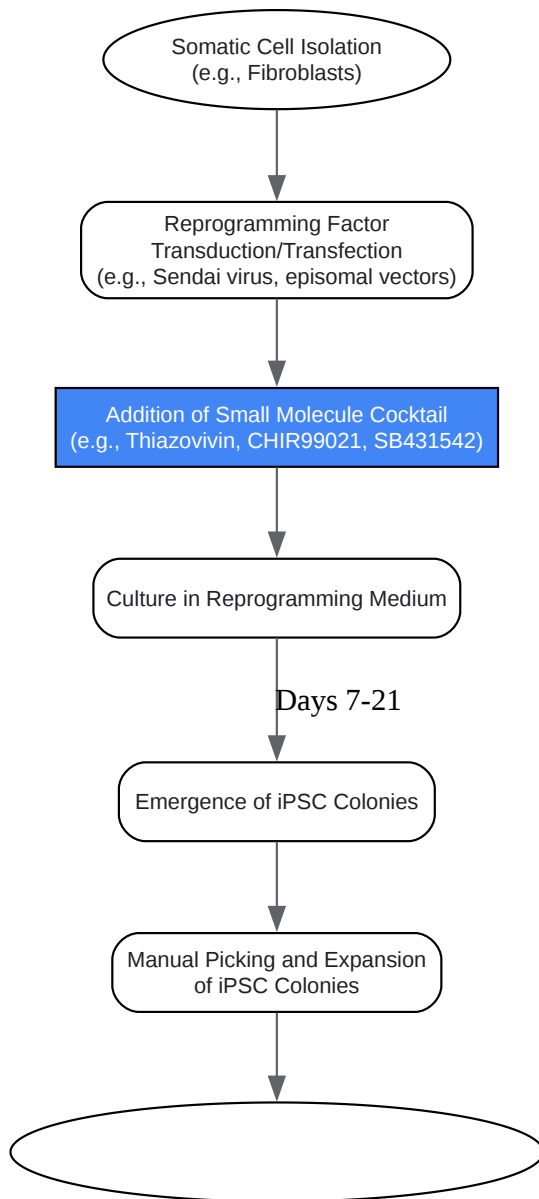 Somatic Cell Isolation
(e.g., Fibroblasts)
Reprogramming Factor
Transduction/Transfection
(e.g., Sendai virus, episomal vectors)
Addition of Small Molecule Cocktail
(e.g., Thiazovivin, CHIR99021, SB431542)
Culture in Reprogramming Medium
Days 7-21
Emergence of iPSC Colonies
Manual Picking and Expansion
of iPSC Colonies